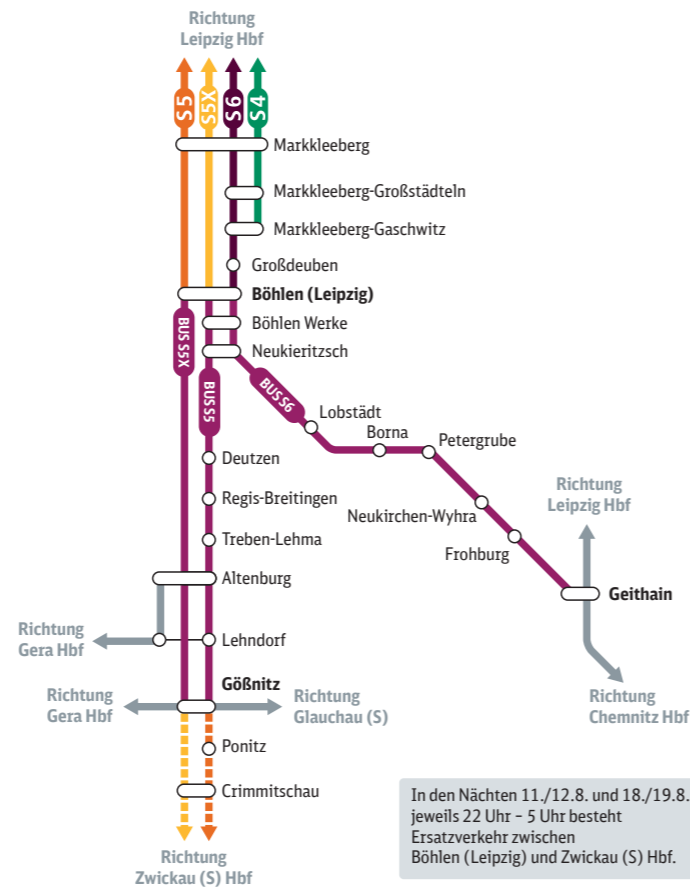 Richtung
Leipzig Hbf
S 5
S 5X
S 6
S 4
Markkleeberg
Markkleeberg-Großstädteln
Markkleeberg-Gaschwitz
Großdeuben
Böhlen (Leipzig)
Böhlen Werke
Neukieritzsch
BUS S5X
BUS S5
BUS S6
Lobstädt
Borna
Petergrube
Deutzen
Regis-Breitingen
Neukirchen-Wyhra
Richtung
Leipzig Hbf
Treben-Lehma
Frohburg
Altenburg
Geithain
Richtung
Gera Hbf
Lehndorf
Gößnitz
Richtung
Gera Hbf
Richtung
Glauchau (S)
Richtung
Chemnitz Hbf
Ponitz
Crimmitschau
Richtung
Zwickau (S) Hbf
In den Nächten 11./12.8. und 18./19.8.
jeweils 22 Uhr – 5 Uhr besteht
Ersatzverkehr zwischen
Böhlen (Leipzig) und Zwickau (S) Hbf.